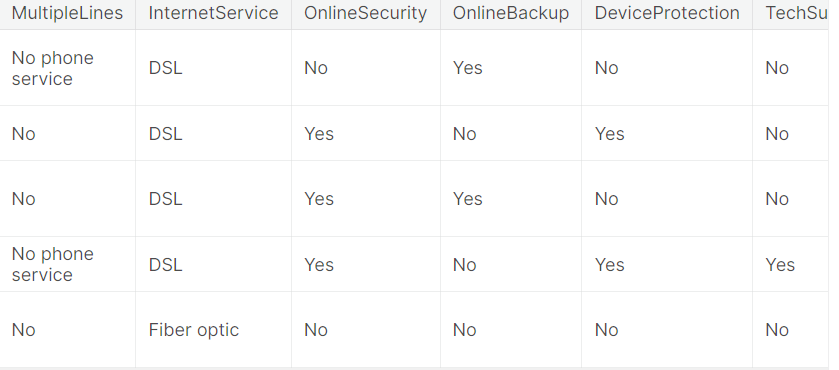 MultipleLines InternetService OnlineSecurity OnlineBackup DeviceProtection TechSu
No phone service DSL No Yes No No
No DSL Yes No Yes No
No DSL Yes Yes No No
No phone service DSL Yes No Yes Yes
No Fiber optic No No No No